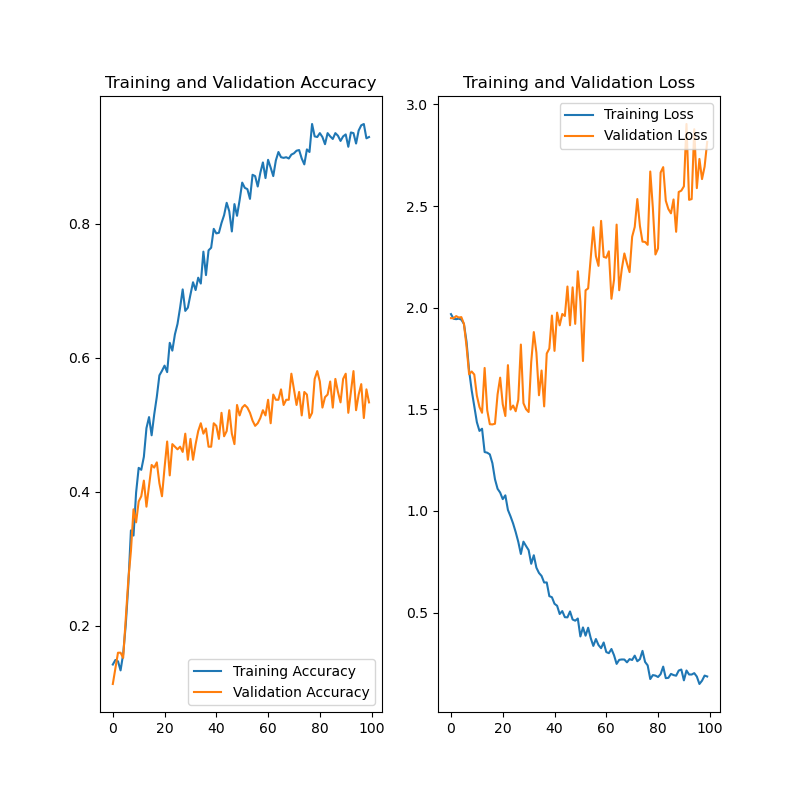 Training and Validation Accuracy
0.8
0.6
0.4
0.2
0 20 40 60 80 100
Training Accuracy
Validation Accuracy
Training and Validation Loss
3.0
2.5
2.0
1.5
1.0
0.5
0 20 40 60 80 100
Training Loss
Validation Loss